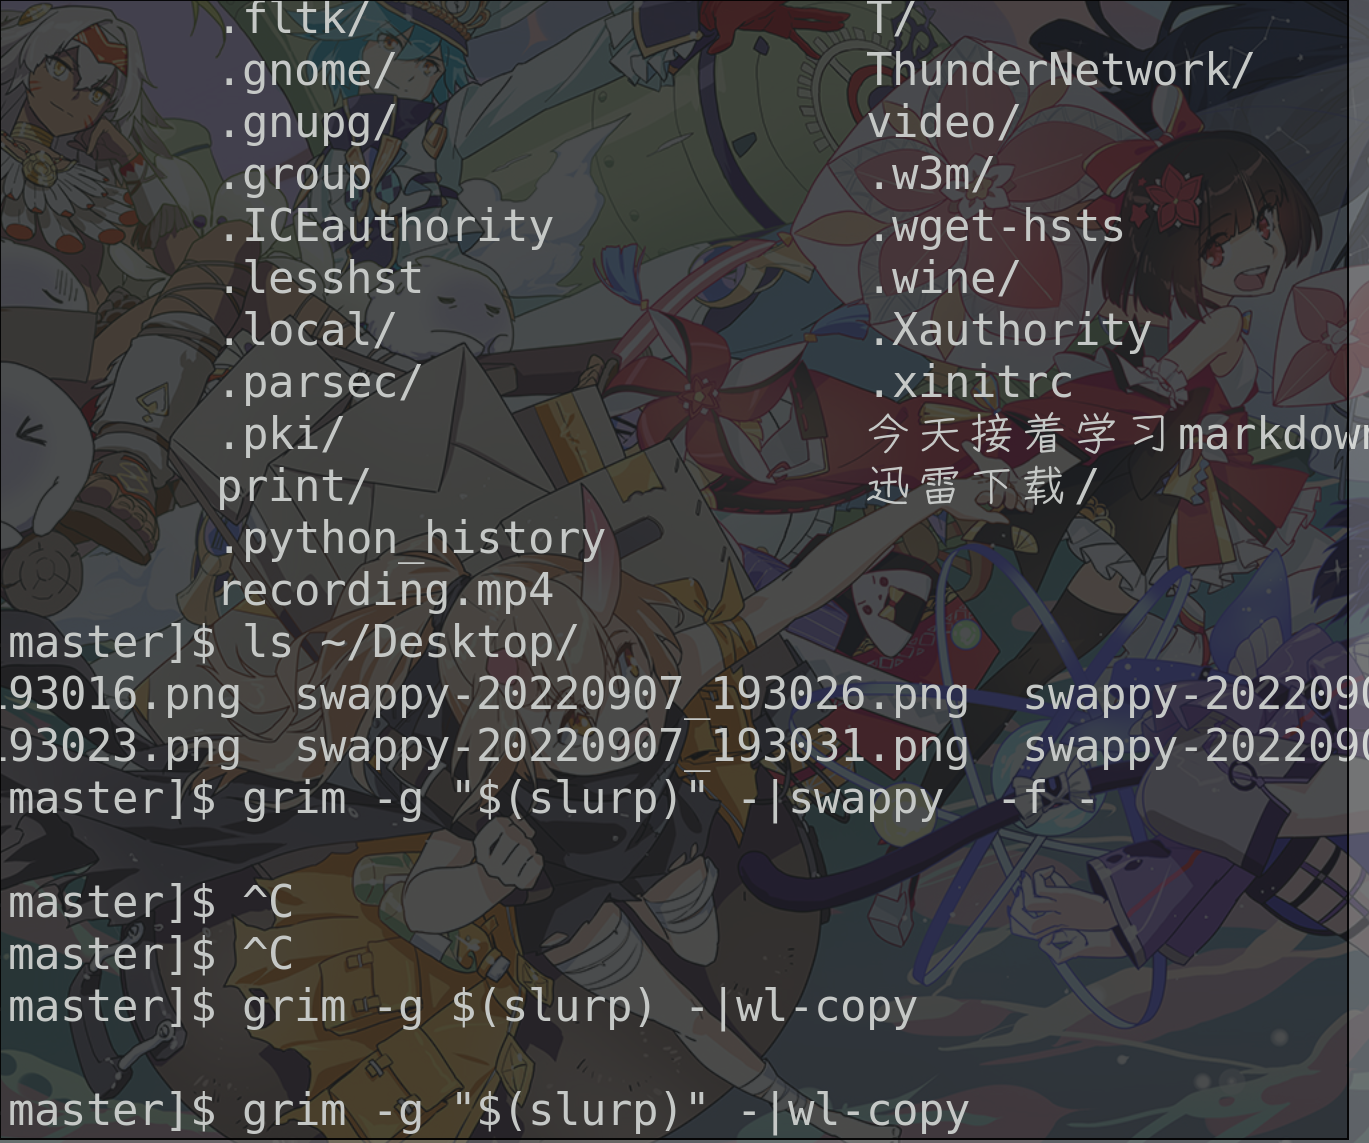 .fltk/ T/
.gnome/ ThunderNetwork/
.gnupg/ video/
.group .w3m/
.ICEauthority .wget-hsts
.lesshst .wine/
.local/ .Xauthority
.parsec/ .xinitrc
.pki/ 今天接着学习markdown
print/ 迅雷下载/
.python_history
recording.mp4
master]$ ls ~/Desktop/
193016.png swappy-20220907_193026.png swappy-2022090
193023.png swappy-20220907_193031.png swappy-2022090
master]$ grim -g "$(slurp)" -|swappy -f -
master]$ ^C
master]$ ^C
master]$ grim -g $(slurp) -|wl-copy
master]$ grim -g "$(slurp)" -|wl-copy